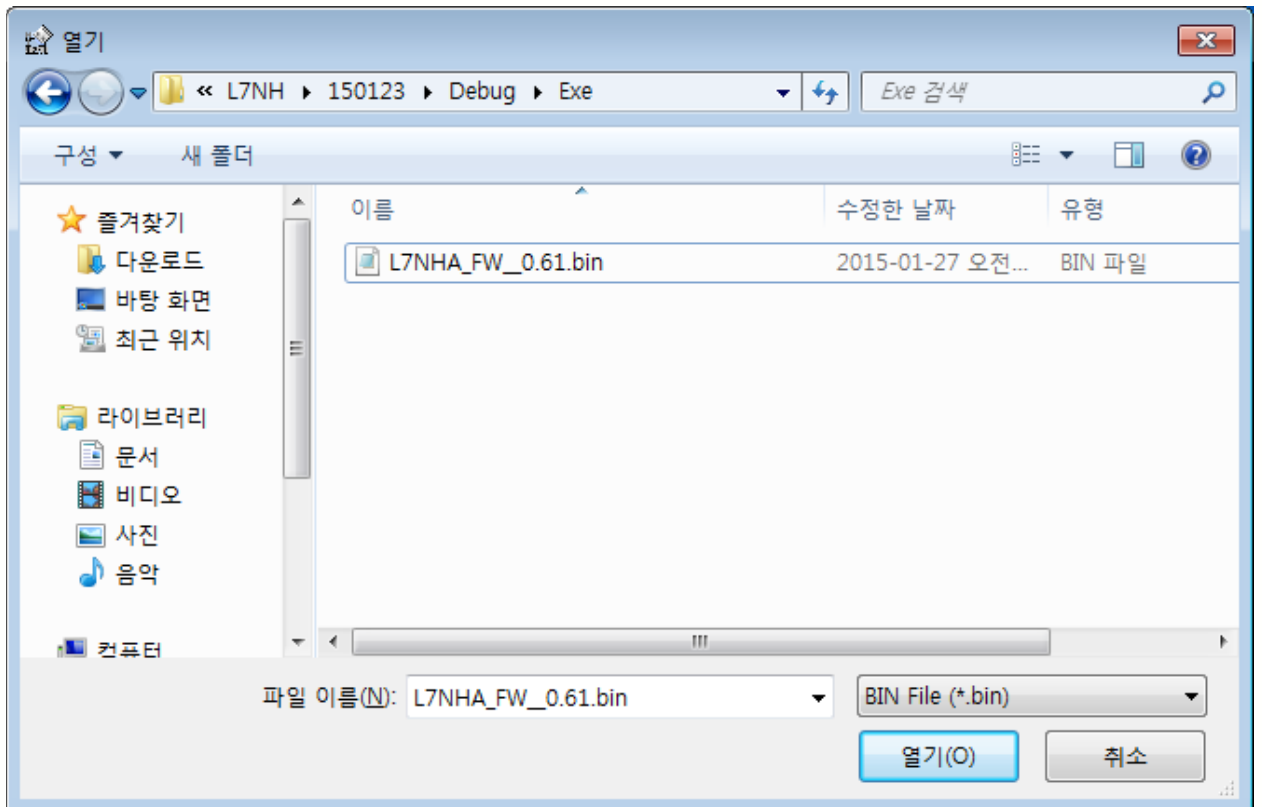 열기
« L7NH ▸ 150123 ▸ Debug ▸ Exe
Exe 검색
구성 새 폴더
이름 수정한 날짜 유형
즐겨찾기
L7NHA_FW__0.61.bin 2015-01-27 오전... BIN 파일
다운로드
바탕 화면
최근 위치
라이브러리
문서
비디오
사진
음악
컴퓨터
파일 이름(N): L7NHA_FW__0.61.bin BIN File (*.bin)
열기(O) 취소